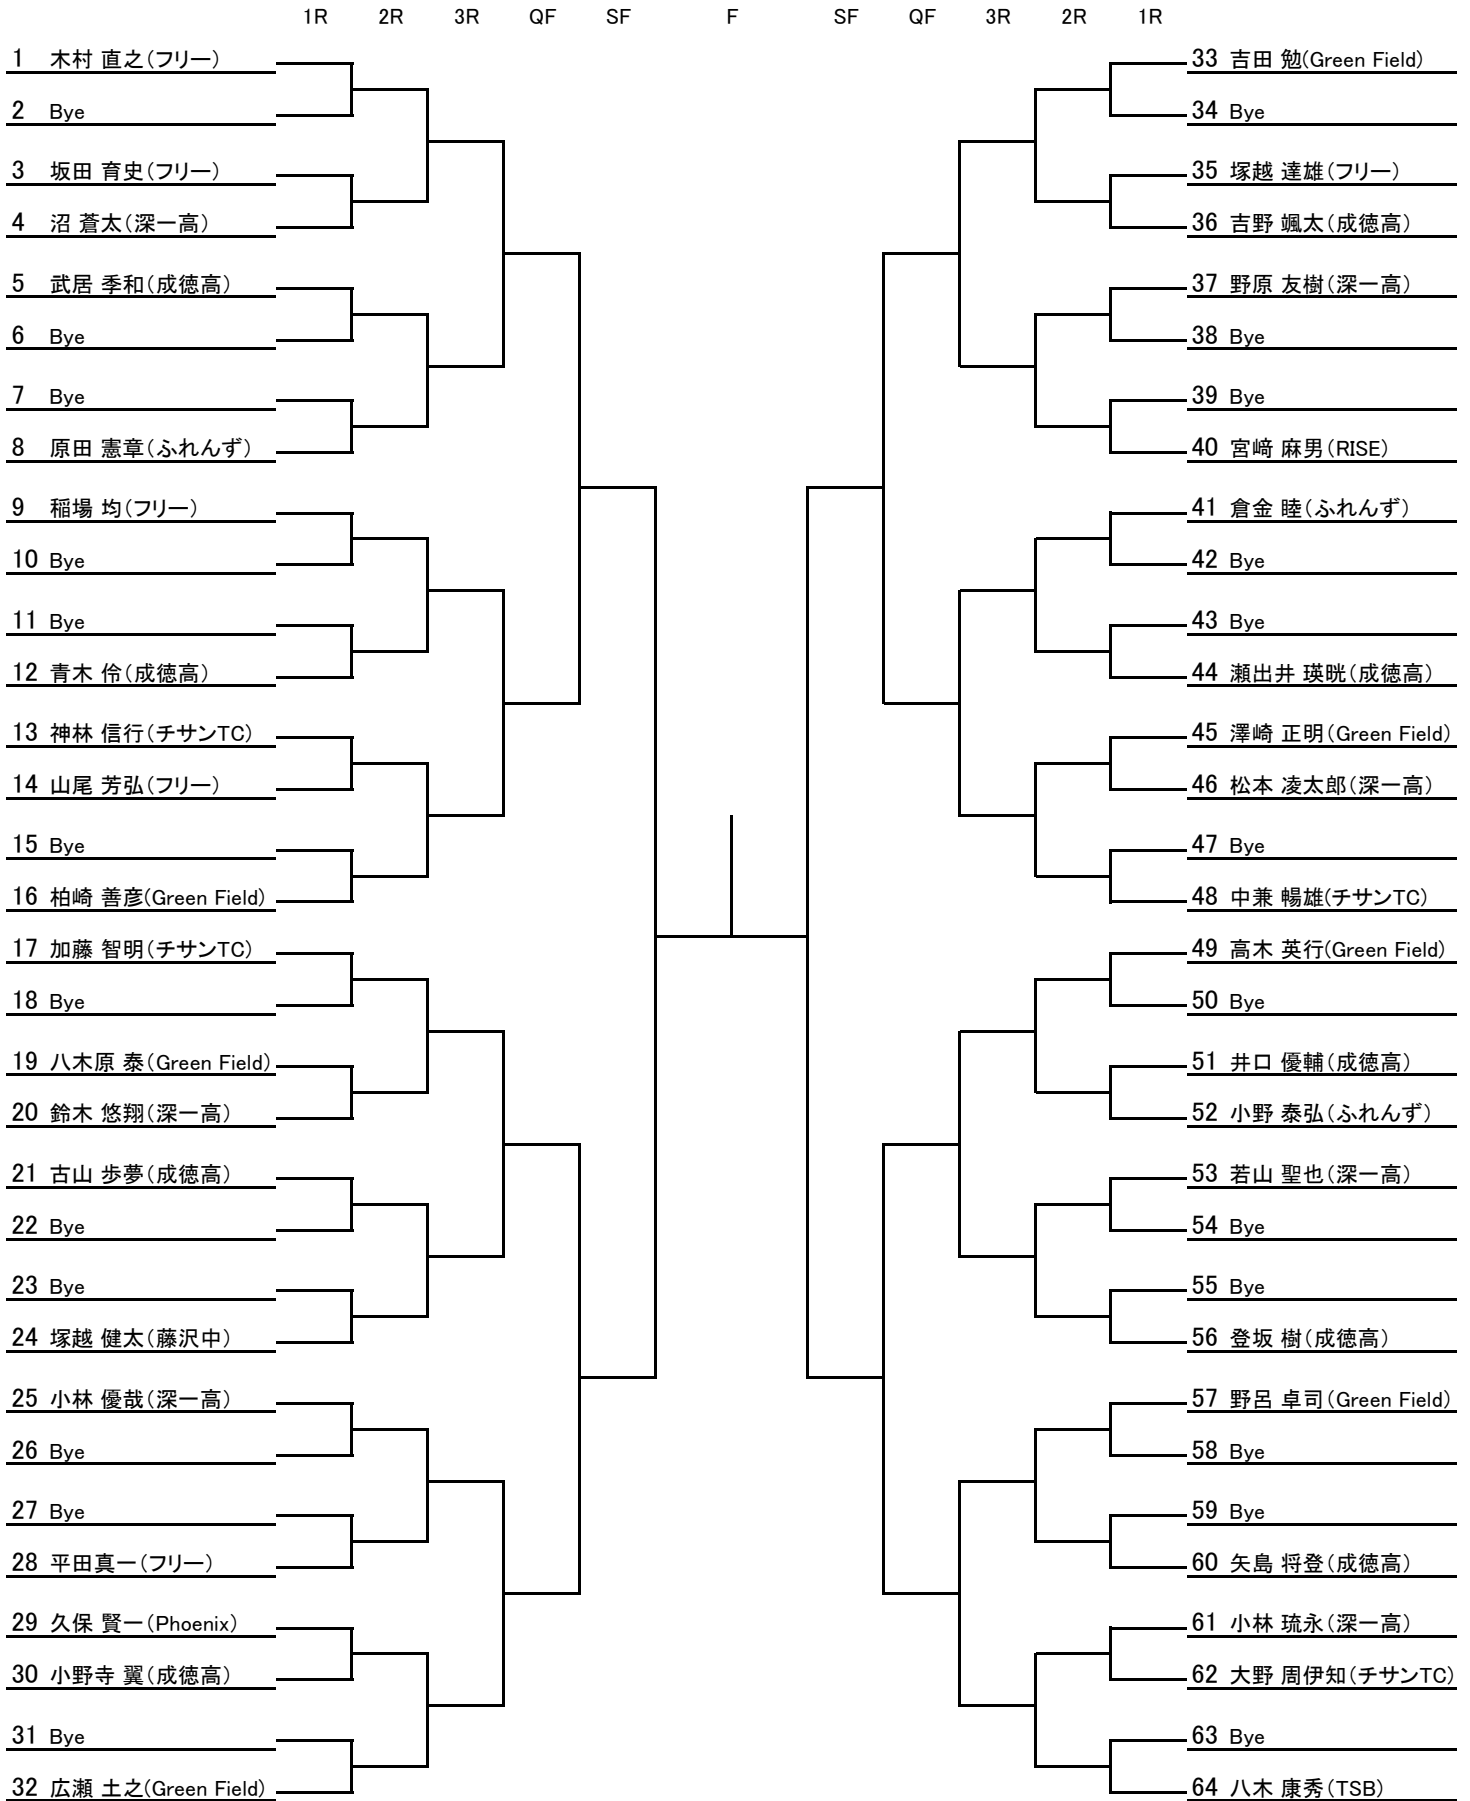 1R 2R 3R QF SF F SF QF 3R 2R 1R
1 木村 直之(フリー)
2 Bye
3 坂田 育史(フリー)
4 沼 蒼太(深一高)
5 武居 季和(成徳高)
6 Bye
7 Bye
8 原田 憲章(ふれんず)
9 稲場 均(フリー)
10 Bye
11 Bye
12 青木 伶(成徳高)
13 神林 信行(チサンTC)
14 山尾 芳弘(フリー)
15 Bye
16 柏崎 善彦(Green Field)
17 加藤 智明(チサンTC)
18 Bye
19 八木原 泰(Green Field)
20 鈴木 悠翔(深一高)
21 古山 歩夢(成徳高)
22 Bye
23 Bye
24 塚越 健太(藤沢中)
25 小林 優哉(深一高)
26 Bye
27 Bye
28 平田真一(フリー)
29 久保 賢一(Phoenix)
30 小野寺 翼(成徳高)
31 Bye
32 広瀬 土之(Green Field)
33 吉田 勉(Green Field)
34 Bye
35 塚越 達雄(フリー)
36 吉野 颯太(成徳高)
37 野原 友樹(深一高)
38 Bye
39 Bye
40 宮﨑 麻男(RISE)
41 倉金 睦(ふれんず)
42 Bye
43 Bye
44 瀬出井 瑛晄(成徳高)
45 澤崎 正明(Green Field)
46 松本 凌太郎(深一高)
47 Bye
48 中兼 暢雄(チサンTC)
49 高木 英行(Green Field)
50 Bye
51 井口 優輔(成徳高)
52 小野 泰弘(ふれんず)
53 若山 聖也(深一高)
54 Bye
55 Bye
56 登坂 樹(成徳高)
57 野呂 卓司(Green Field)
58 Bye
59 Bye
60 矢島 将登(成徳高)
61 小林 琉永(深一高)
62 大野 周伊知(チサンTC)
63 Bye
64 八木 康秀(TSB)